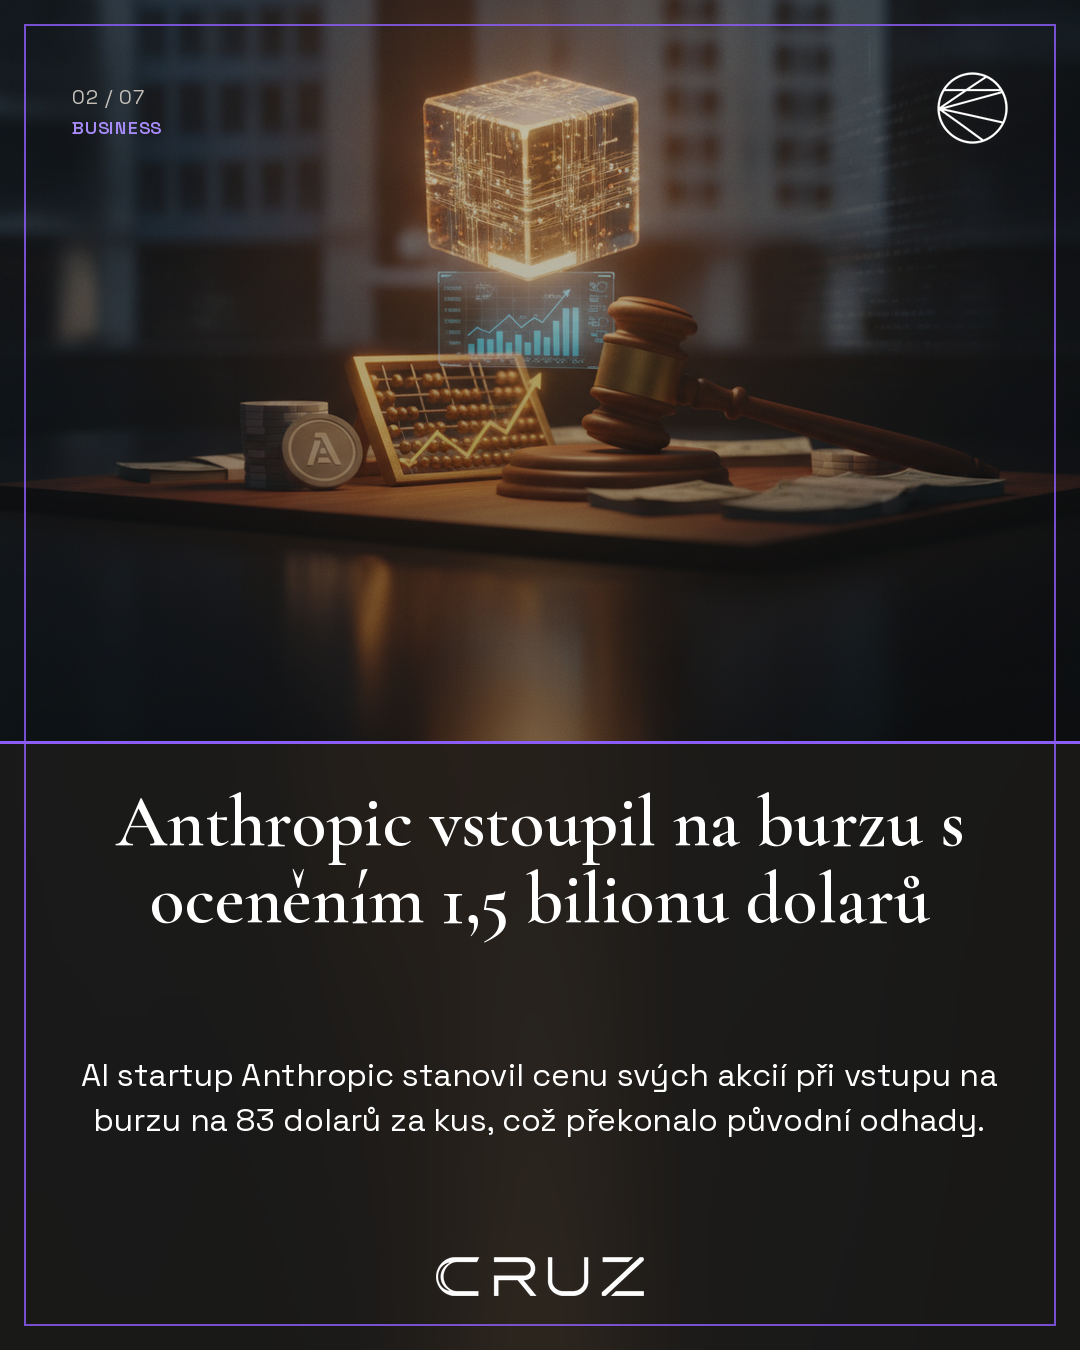 02 / 07
BUSINESS
Anthropic vstoupil na burzu s
oceněním 1,5 bilionu dolarů
AI startup Anthropic stanovil cenu svých akcií při vstupu na
burzu na 83 dolarů za kus, což překonalo původní odhady.
CRUZ